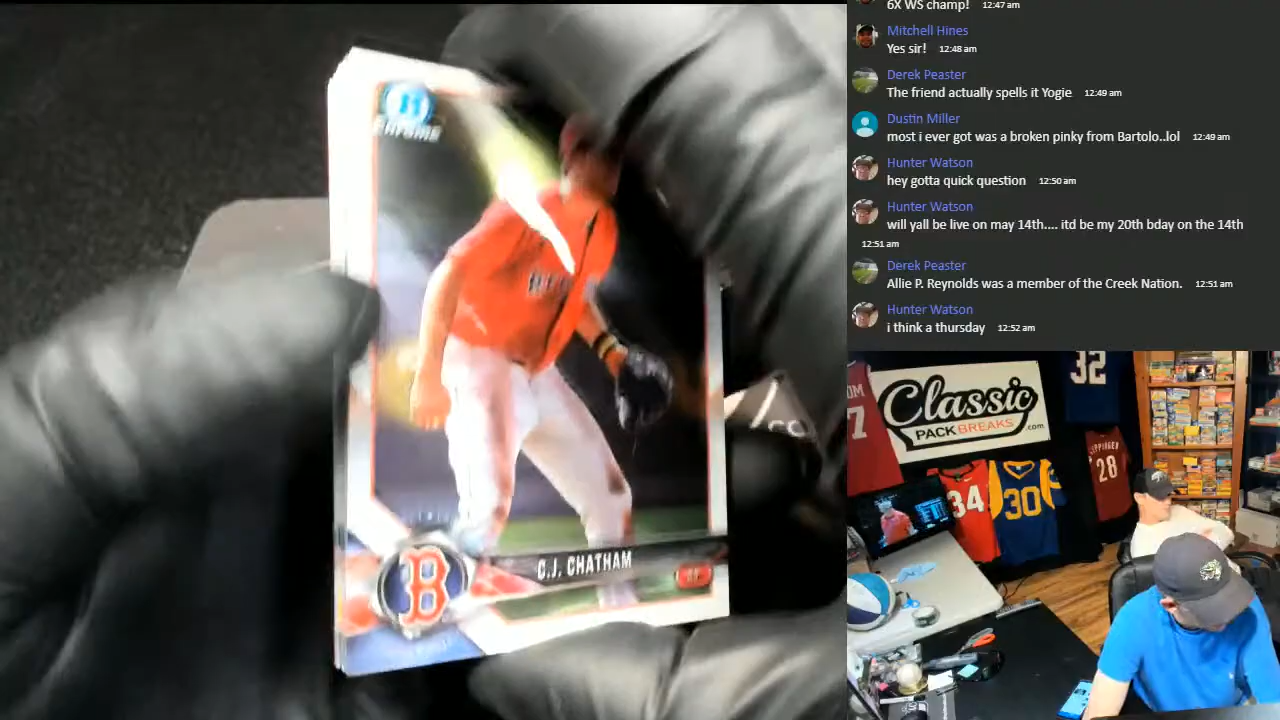 6X WS champ! 12:47 am
Mitchell Hines
Yes sir! 12:48 am
Derek Peaster
The friend actually spells it Yogie 12:49 am
Dustin Miller
most i ever got was a broken pinky from Bartolo..lol 12:49 am
Hunter Watson
hey gotta quick question 12:50 am
Hunter Watson
will yall be live on may 14th.... itd be my 20th bday on the 14th
12:51 am
Derek Peaster
Allie P. Reynolds was a member of the Creek Nation. 12:51 am
Hunter Watson
i think a thursday 12:52 am
CHROME
B
C.J. CHATHAM
Classic
PACK BREAKS.com
32
7
34
30
28